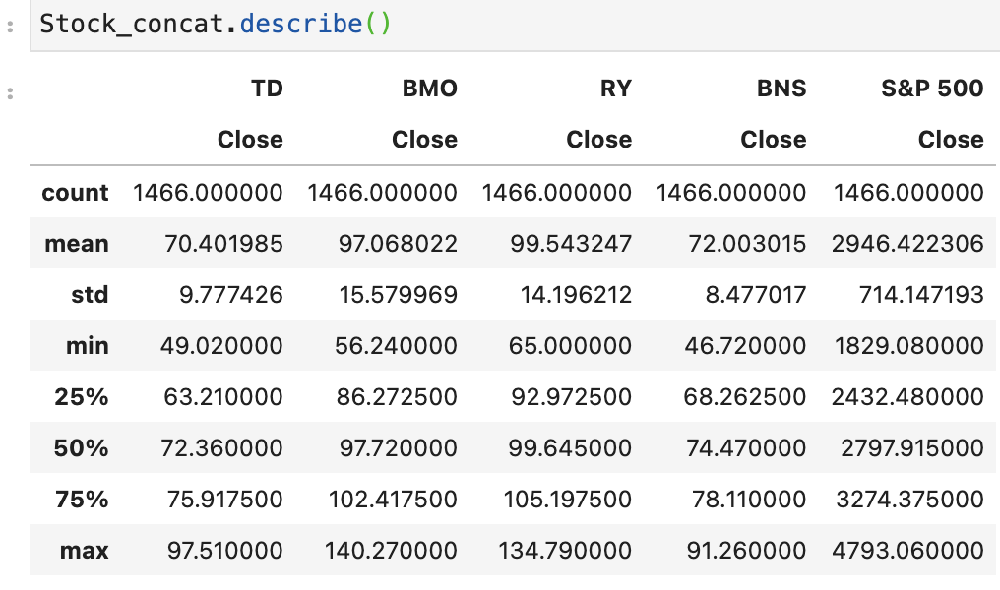 : Stock_concat.describe()
:
TD BMO RY BNS S&P 500
Close Close Close Close Close
count 1466.000000 1466.000000 1466.000000 1466.000000 1466.000000
mean 70.401985 97.068022 99.543247 72.003015 2946.422306
std 9.777426 15.579969 14.196212 8.477017 714.147193
min 49.020000 56.240000 65.000000 46.720000 1829.080000
25% 63.210000 86.272500 92.972500 68.262500 2432.480000
50% 72.360000 97.720000 99.645000 74.470000 2797.915000
75% 75.917500 102.417500 105.197500 78.110000 3274.375000
max 97.510000 140.270000 134.790000 91.260000 4793.060000